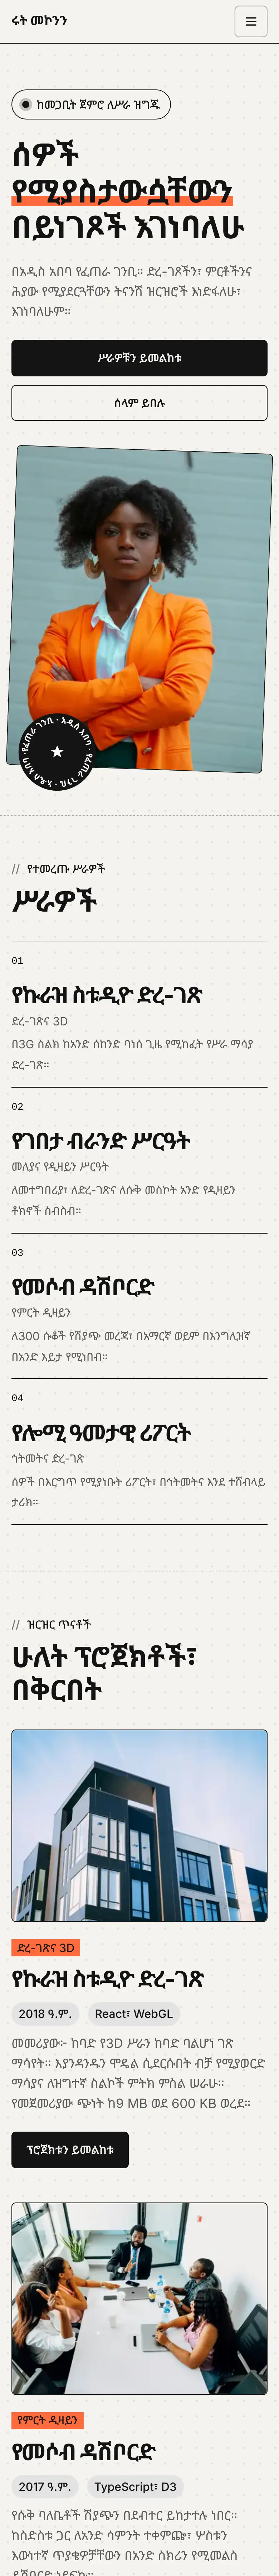 ሩት መኮንን
ከመጋቢት ጀምሮ ለሥራ ዝግጁ
ሰዎች
የሚያስታውሷቸውን
በይነገጾች እገነባለሁ
በአዲስ አበባ የፈጠራ ገንቢ። ድረ-ገጾችን፣ ምርቶችንና
ሕያው የሚያደርጓቸውን ትናንሽ ዝርዝሮች እነድፋለሁ፣
እገነባለሁም።
ሥራዎቹን ይመልከቱ
ሰላም ይበሉ
// የተመረጡ ሥራዎች
ሥራዎች
01
የኩራዝ ስቱዲዮ ድረ-ገጽ
ድረ-ገጽና 3D
በ3G ስልክ ከአንድ ሰከንድ ባነሰ ጊዜ የሚከፈት የሥራ ማሳያ
ድረ-ገጽ።
02
የገበታ ብራንድ ሥርዓት
መለያና የዲዛይን ሥርዓት
ለመተግበሪያ፣ ለድረ-ገጽና ለሱቅ መስኮት አንድ የዲዛይን
ቶክኖች ስብስብ።
03
የመሶብ ዳሽቦርድ
የምርት ዲዛይን
ለ300 ሱቆች የሽያጭ መረጃ፣ በአማርኛ ወይም በእንግሊዝኛ
በአንድ እይታ የሚነበብ።
04
የሎሚ ዓመታዊ ሪፖርት
ኅትመትና ድረ-ገጽ
ሰዎች በእርግጥ የሚያነቡት ሪፖርት፣ በኅትመትና እንደ ተሸብላይ
ታሪክ።
// ዝርዝር ጥናቶች
ሁለት ፕሮጀክቶች፣
በቅርበት
ድረ-ገጽና 3D
የኩራዝ ስቱዲዮ ድረ-ገጽ
2018 ዓ.ም. React፣ WebGL
መመሪያው፦ ከባድ የ3D ሥራን ከባድ ባልሆነ ገጽ
ማሳየት። እያንዳንዱን ሞዴል ሲደርሱበት ብቻ የሚያወርድ
ማሳያና ለዝግተኛ ስልኮች ምትክ ምስል ሠራሁ።
የመጀመሪያው ጭነት ከ9 MB ወደ 600 KB ወረደ።
ፕሮጀክቱን ይመልከቱ
የምርት ዲዛይን
የመሶብ ዳሽቦርድ
2017 ዓ.ም. TypeScript፣ D3
የሱቅ ባለቤቶች ሽያጭን በደብተር ይከታተሉ ነበር።
ከስድስቱ ጋር ለአንድ ሳምንት ተቀምጬ፣ ሦስቱን
እውነተኛ ጥያቄዎቻቸውን በአንድ ስክሪን የሚመልስ